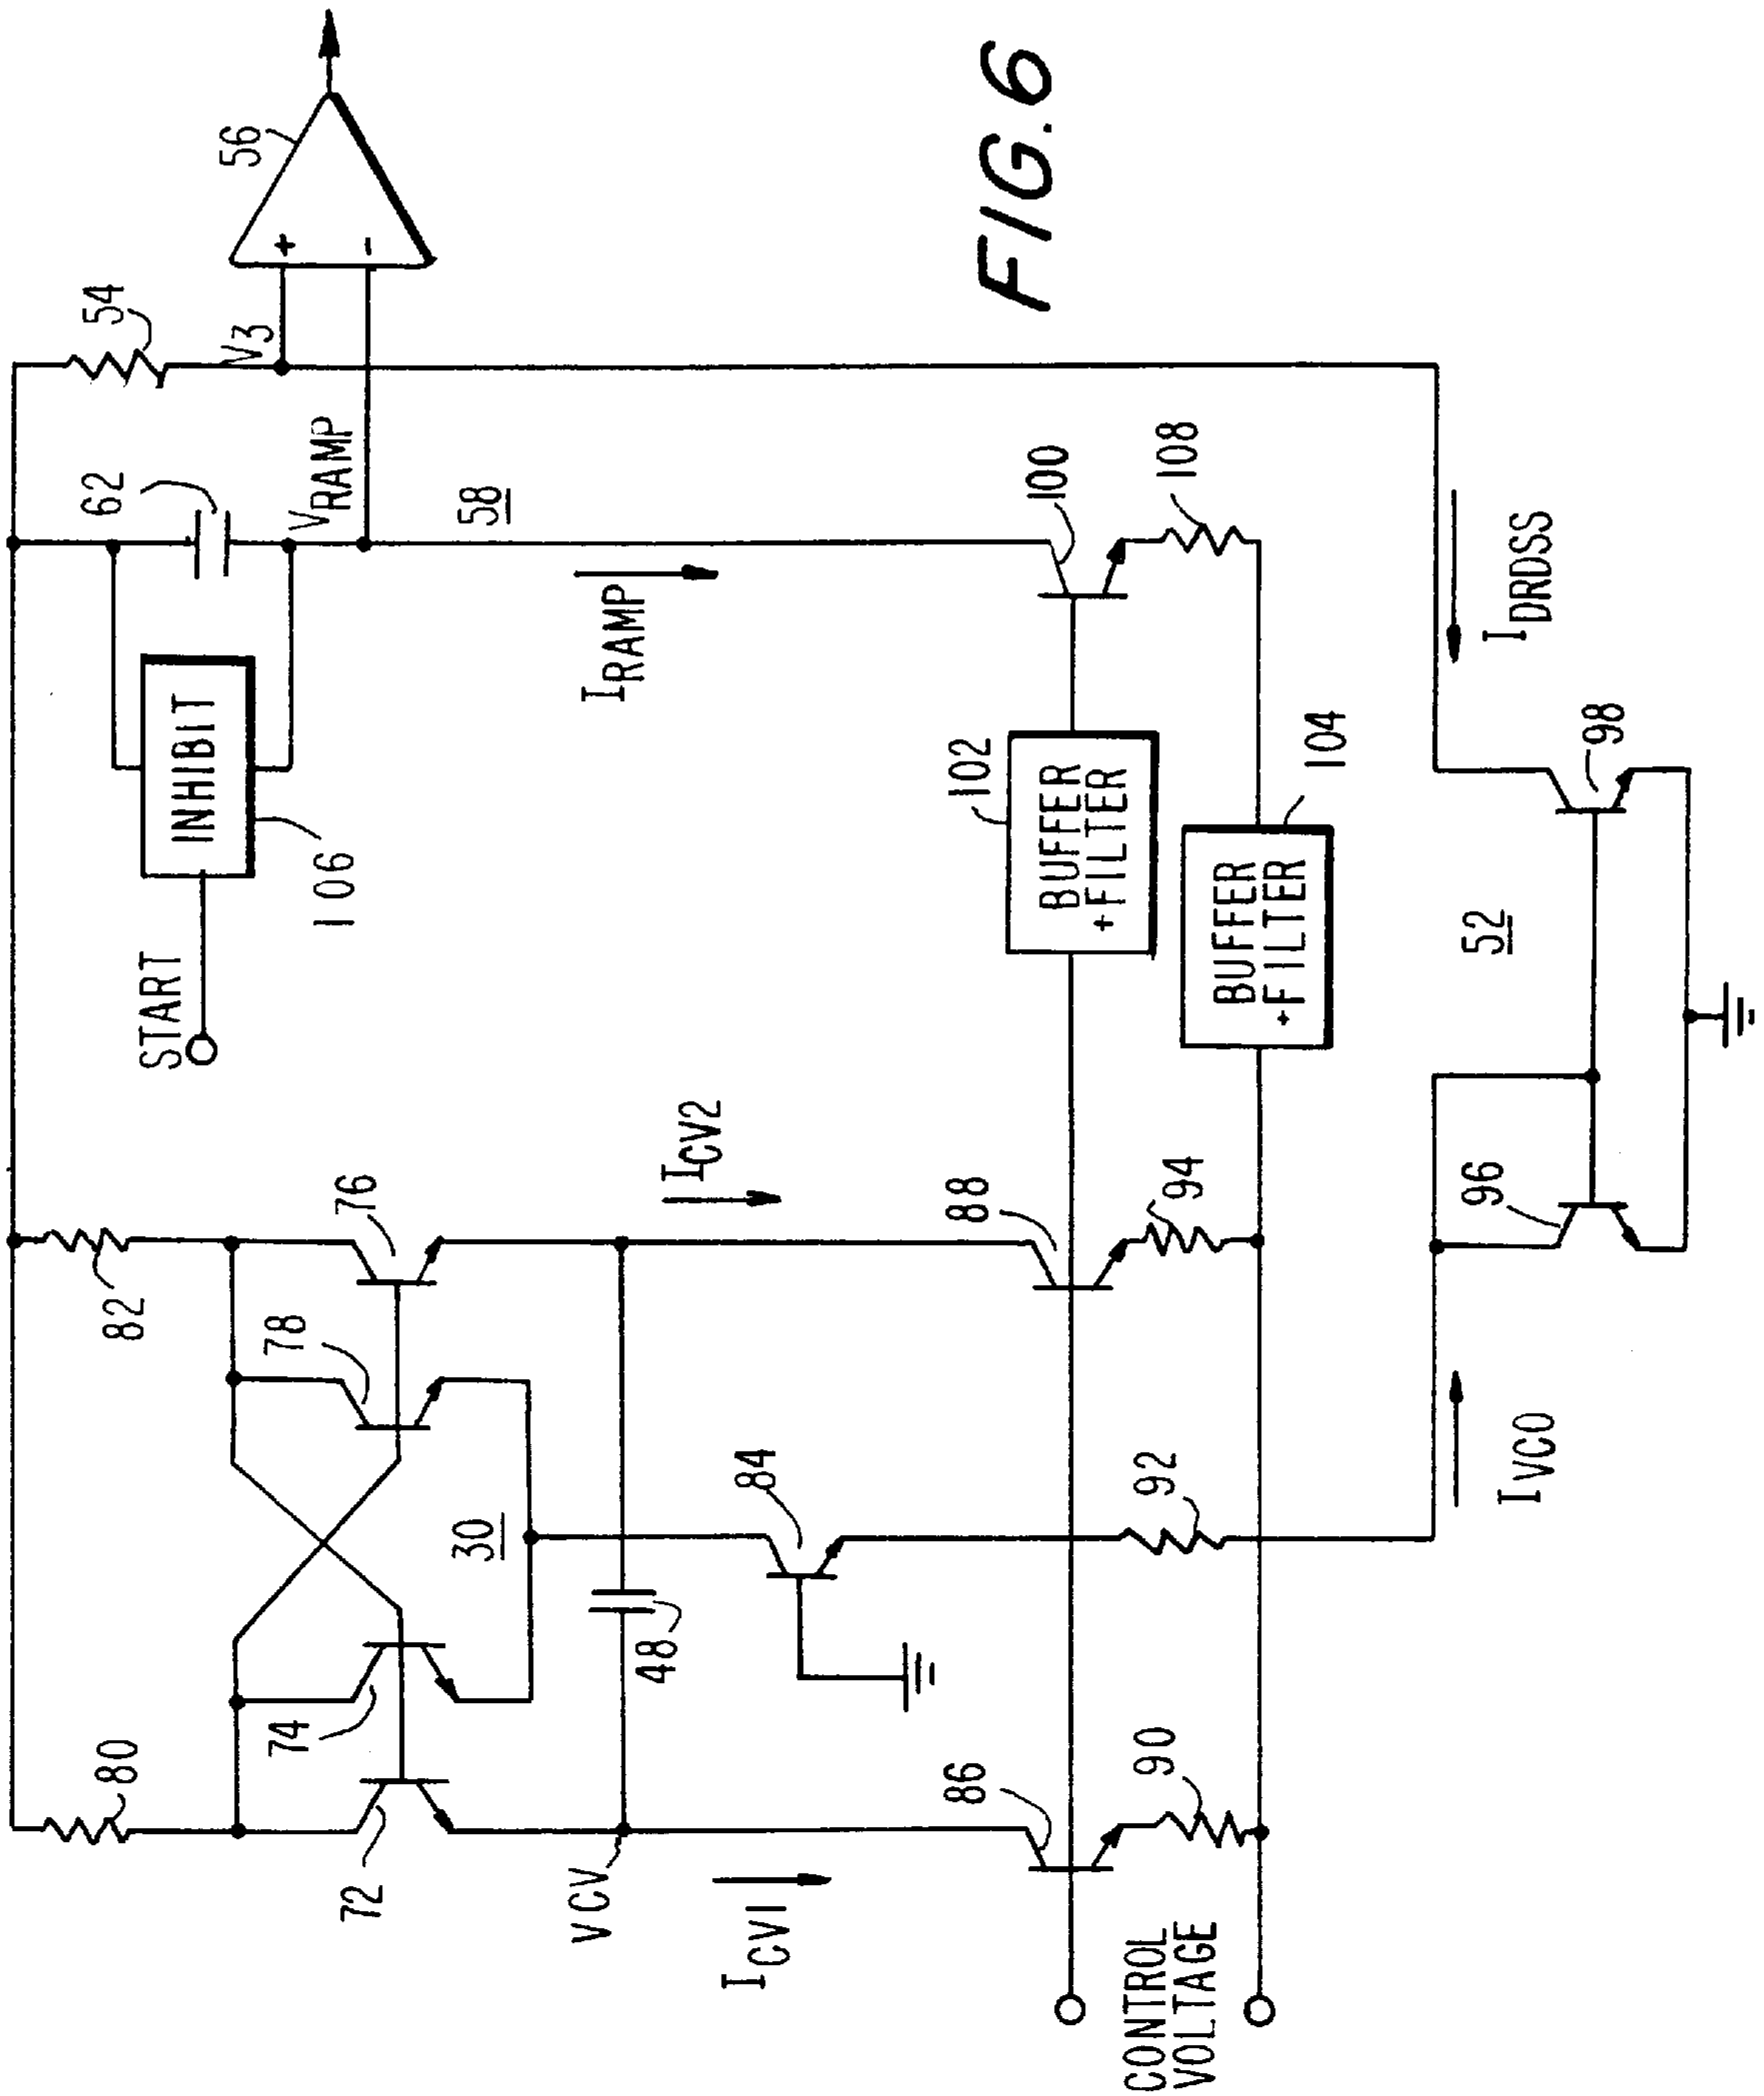 80
82
62
54
START
INHIBIT
106
72
74
78
76
V3
56
+
-
VRAMP
30
58
VCV
48
ICV1
ICV2
IRAMP
84
86
88
102
BUFFER
+FILTER
100
CONTROL
VOLTAGE
90
92
94
BUFFER
+FILTER
104
108
FIG.6
IVCO
96
52
98
IDRDSS